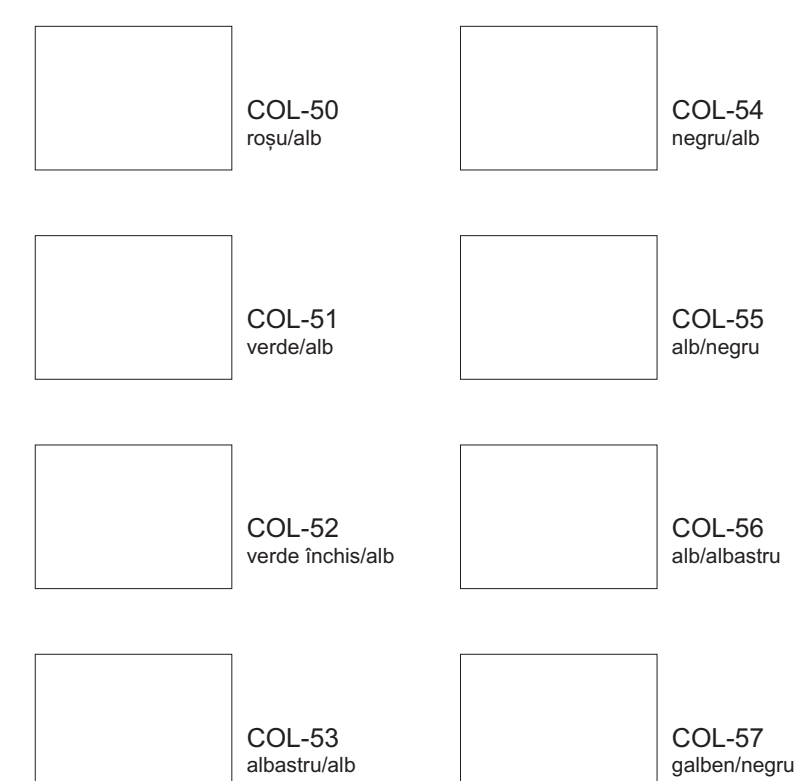 COL-50
roșu/alb
COL-54
negru/alb
COL-51
verde/alb
COL-55
alb/negru
COL-52
verde închis/alb
COL-56
alb/albastru
COL-53
albastru/alb
COL-57
galben/negru